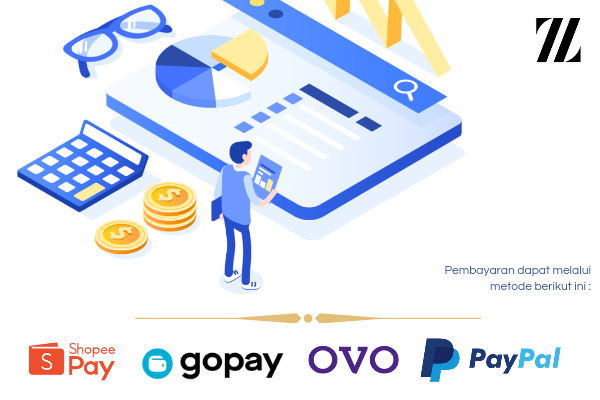 Pembayaran dapat melalui
metode berikut ini :
Shopee
Pay
gopay
OVO
PayPal